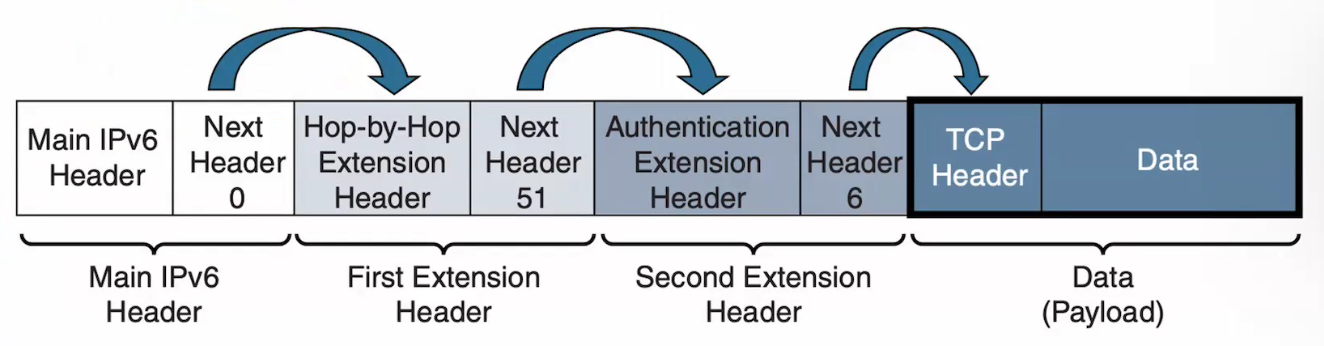 Main IPv6
Header
Next
Header
0
Hop-by-Hop
Extension
Header
Next
Header
51
Authentication
Extension
Header
Next
Header
6
TCP
Header
Data
Main IPv6
Header
First Extension
Header
Second Extension
Header
Data
(Payload)